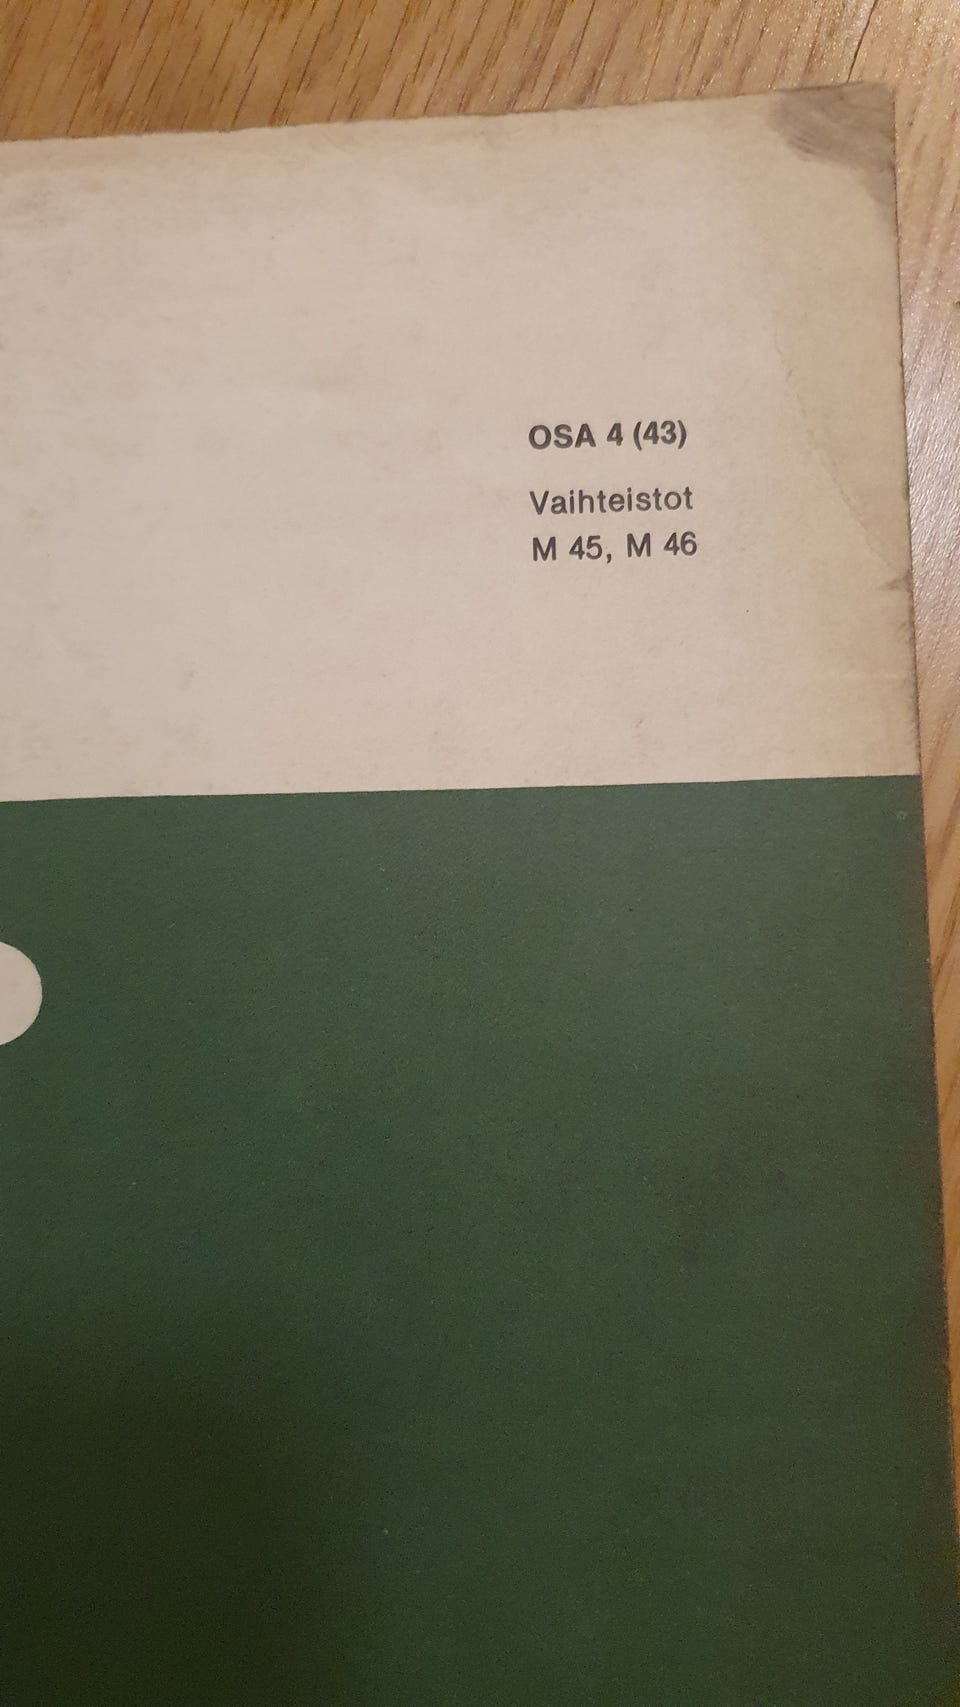 OSA 4 (43)
Vaihteistot
M 45, M 46